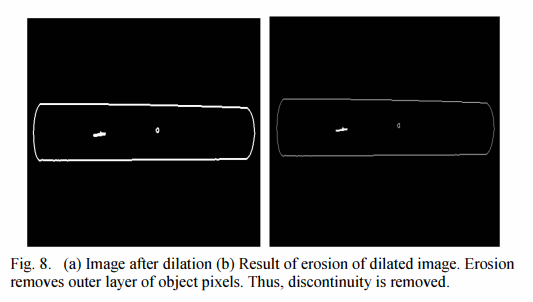 Fig. 8. (a) Image after dilation (b) Result of erosion of dilated image. Erosion
removes outer layer of object pixels. Thus, discontinuity is removed.